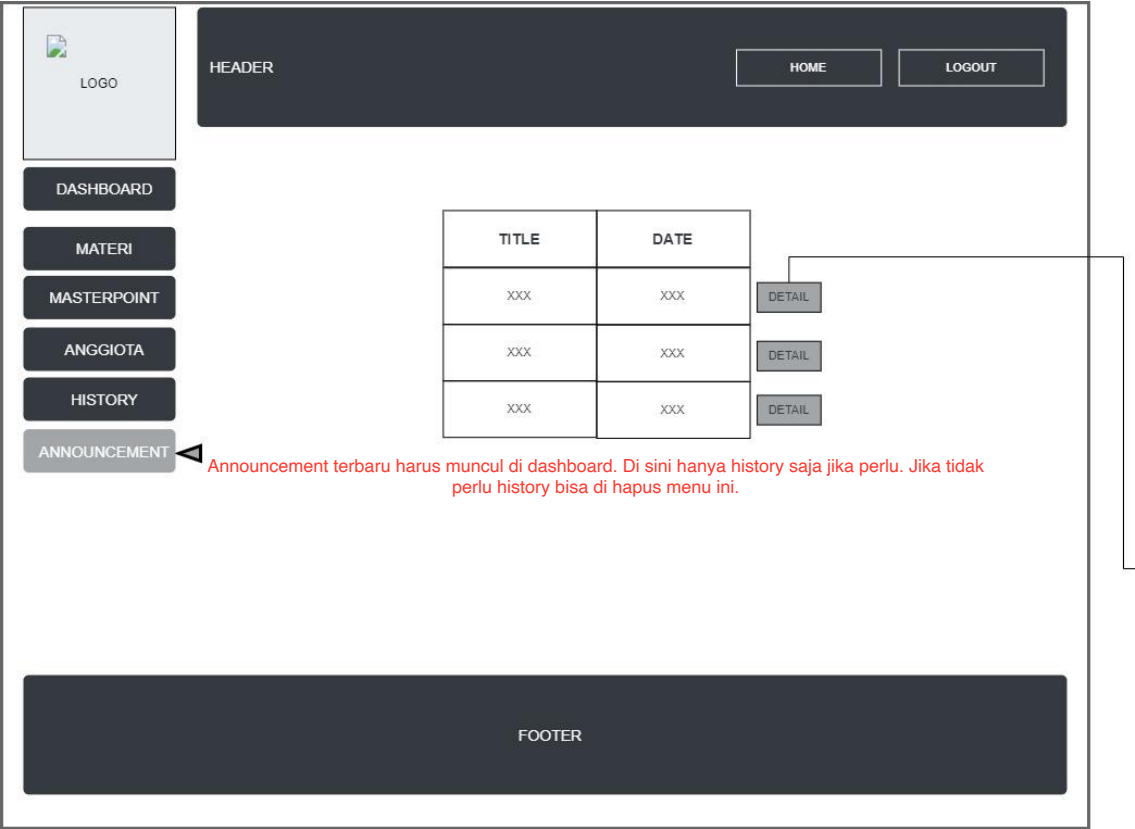 LOGO
HEADER
HOME
LOGOUT
DASHBOARD
MATERI
MASTERPOINT
ANGGIOTA
HISTORY
ANNOUNCEMENT
TITLE DATE
XXX XXX DETAIL
XXX XXX DETAIL
XXX XXX DETAIL
Announcement terbaru harus muncul di dashboard. Di sini hanya history saja jika perlu. Jika tidak
perlu history bisa di hapus menu ini.
FOOTER